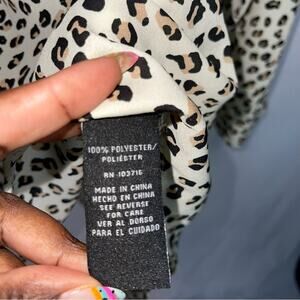 100% POLYESTER/
POLIÉSTER
RN 103716
MADE IN CHINA
HECHO EN CHINA
SEE REVERSE
FOR CARE
VER AL DORSO
PARA EL CUIDADO